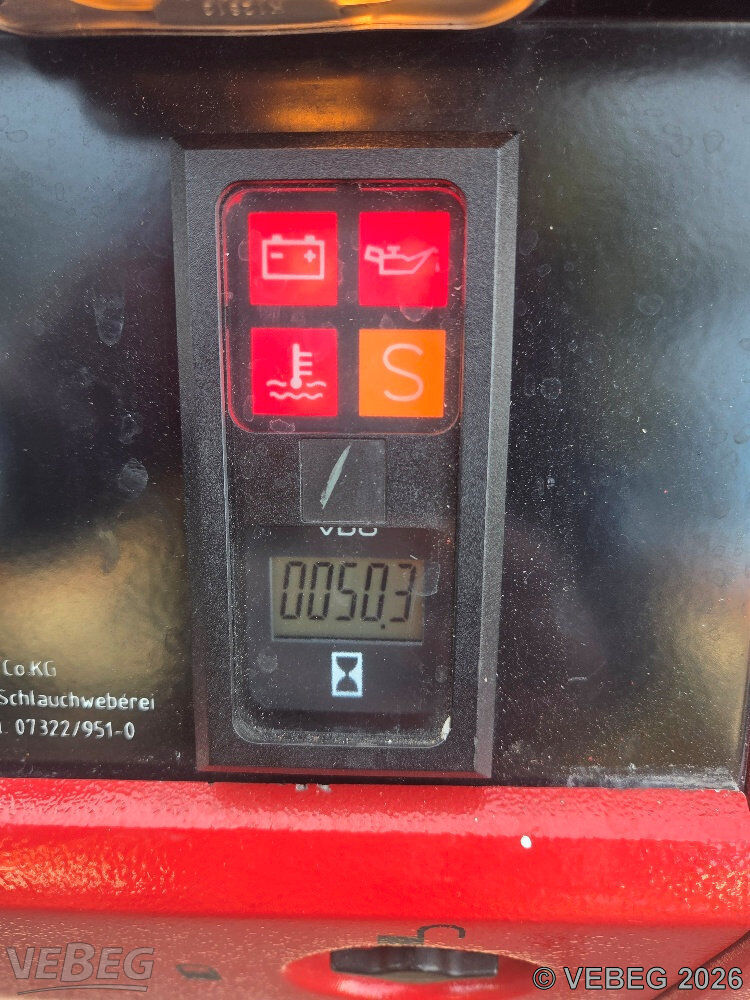 S
VDO
0050.3
Co.KG
Schlauchweberei
. 07322/951-0
VEBEG
© VEBEG 2026